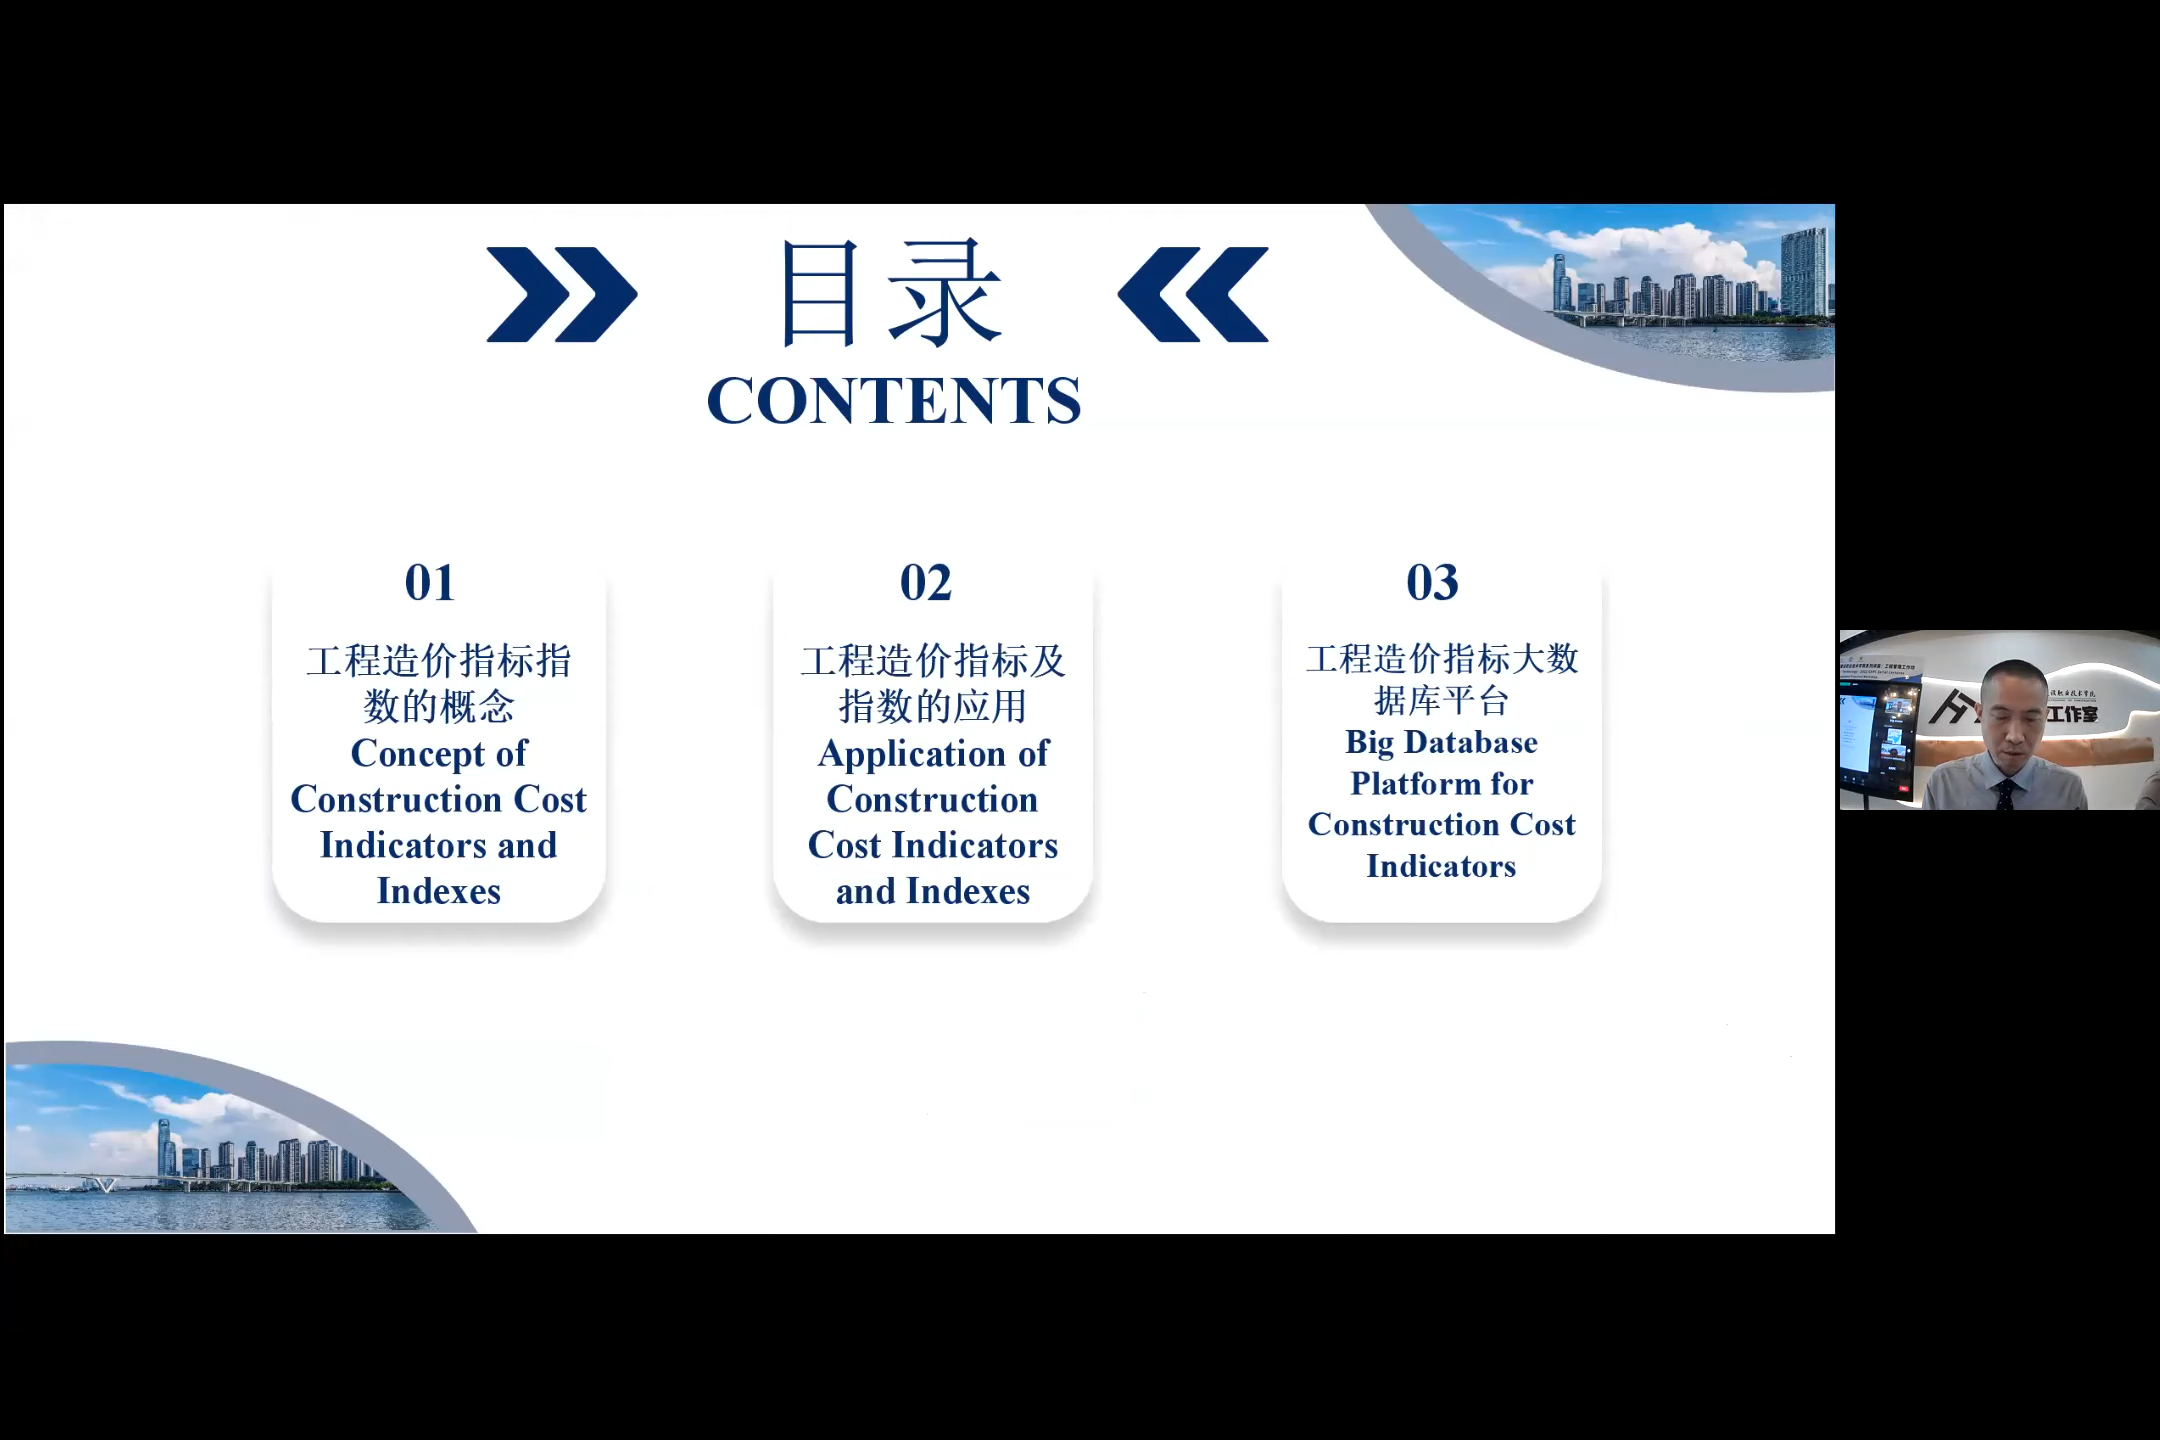 目录
CONTENTS
01
工程造价指标指
数的概念
Concept of
Construction Cost
Indicators and
Indexes
02
工程造价指标及
指数的应用
Application of
Construction
Cost Indicators
and Indexes
03
工程造价指标大数
据库平台
Big Database
Platform for
Construction Cost
Indicators
工作室